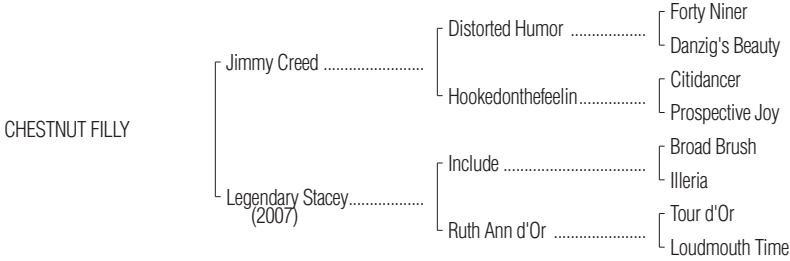 Forty Niner
Distorted Humor ..................
Danzig's Beauty
Jimmy Creed ........................
Citidancer
Hookedonthefeelin................
Prospective Joy
CHESTNUT FILLY
Broad Brush
Include ..................................
Illeria
Legendary Stacey..................
(2007)
Tour d'Or
Ruth Ann d'Or ......................
Loudmouth Time